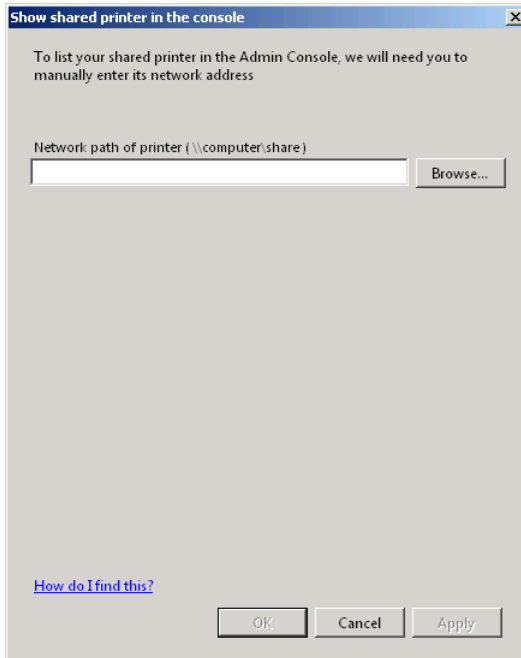 Show shared printer in the console
To list your shared printer in the Admin Console, we will need you to
manually enter its network address
Network path of printer (\\computer\share)
Browse...
How do I find this?
OK
Cancel
Apply